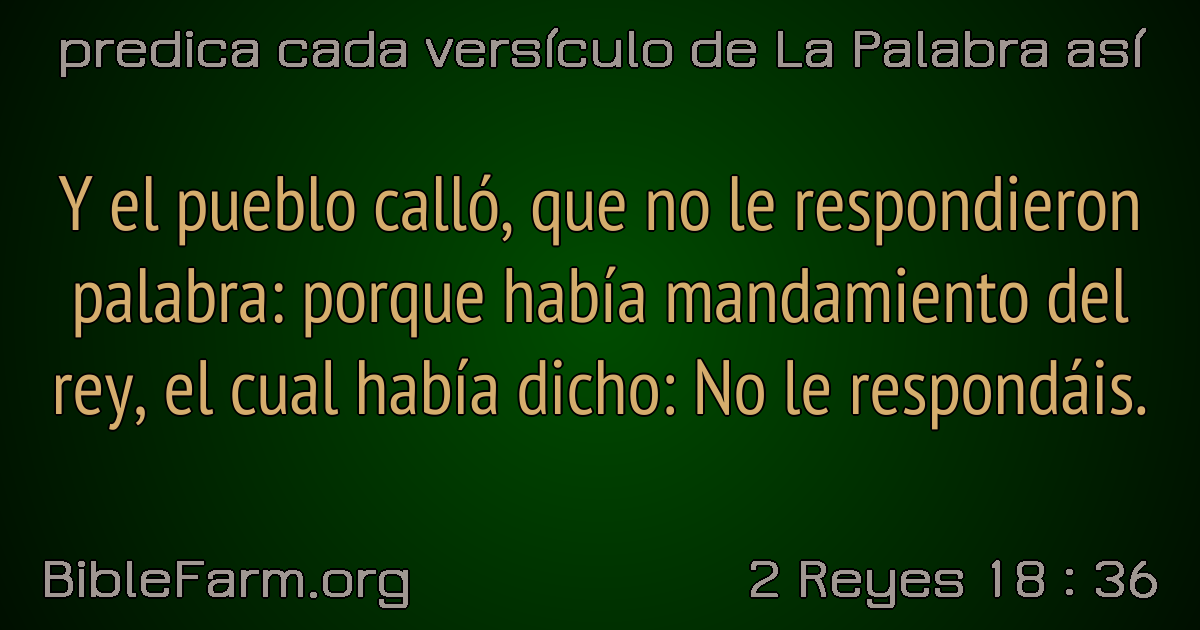 predica cada versículo de La Palabra así
Y el pueblo calló, que no le respondieron
palabra: porque había mandamiento del
rey, el cual había dicho: No le respondáis.
BibleFarm.org
2 Reyes 18 : 36